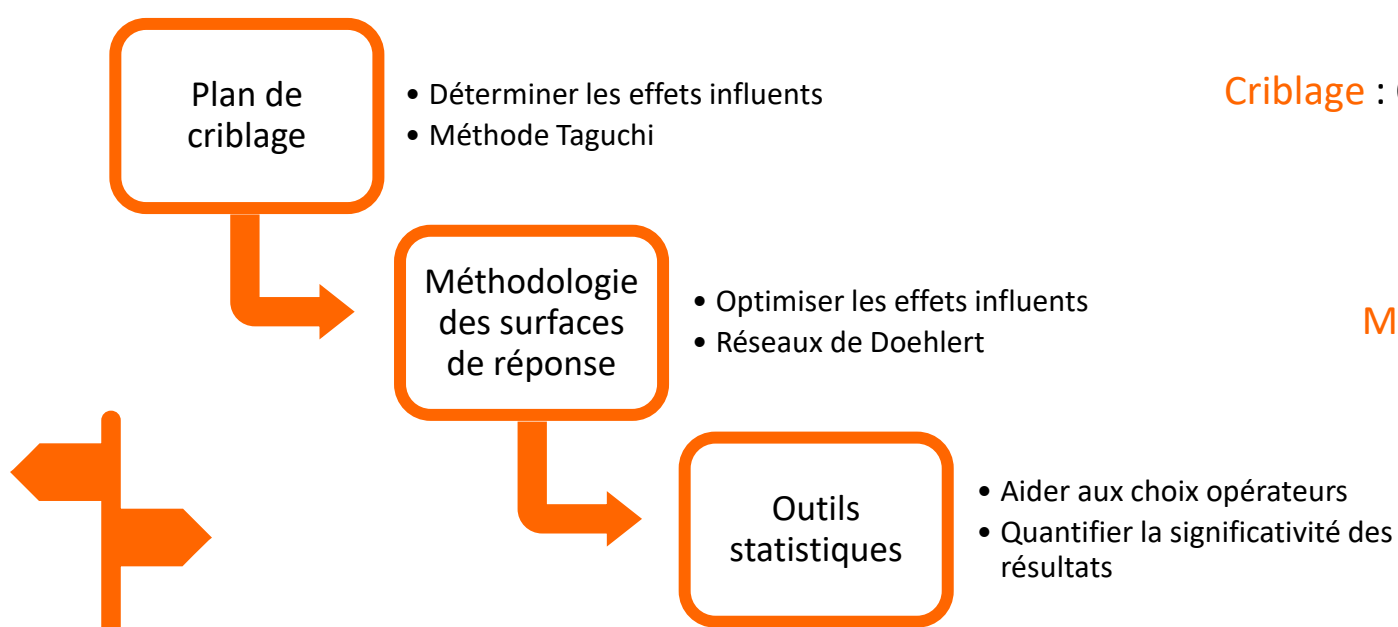 Plan de
criblage
• Déterminer les effets influents
• Méthode Taguchi
Criblage :
Méthodologie
des surfaces
de réponse
• Optimiser les effets influents
• Réseaux de Doehlert
Outils
statistiques
• Aider aux choix opérateurs
• Quantifier la significativité des
résultats